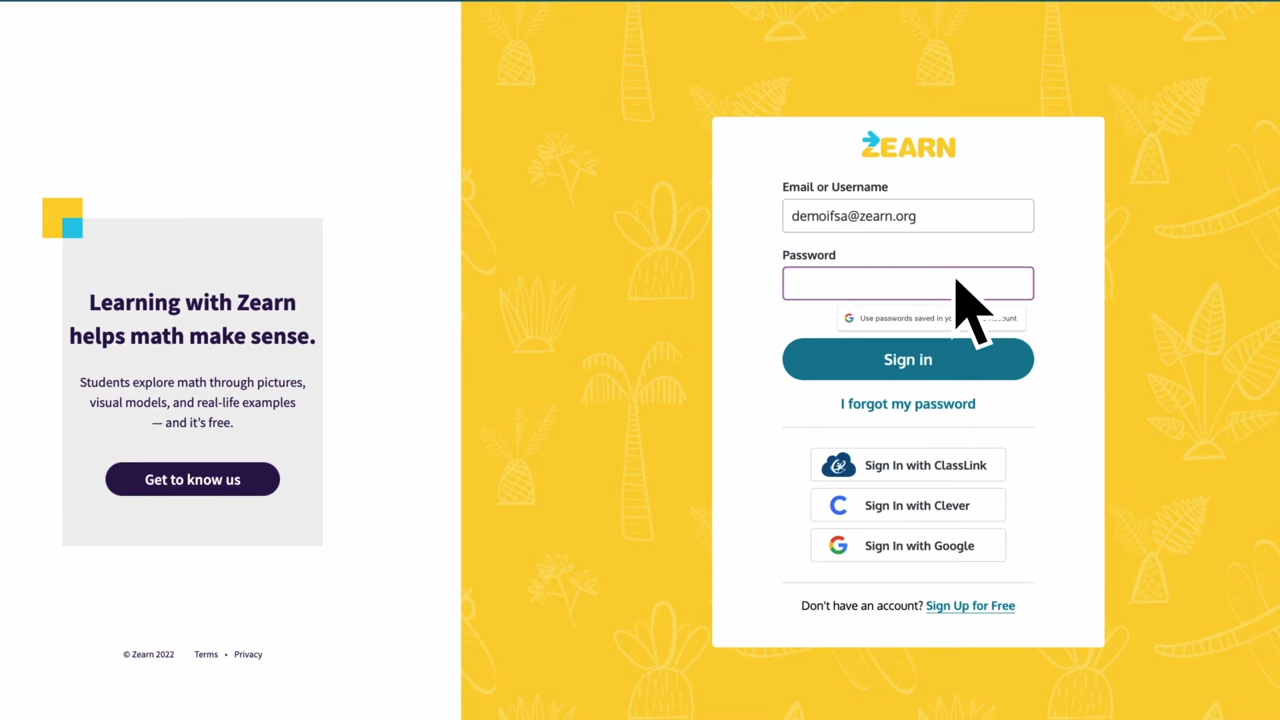 Learning with Zearn
helps math make sense.
Students explore math through pictures,
visual models, and real-life examples
— and it's free.
Get to know us
© Zearn 2022 Terms • Privacy
ZEARN
Email or Username
demoifsa@zearn.org
Password
Use passwords saved in
Sign in
I forgot my password
Sign In with ClassLink
Sign In with Clever
Sign In with Google
Don't have an account? Sign Up for Free